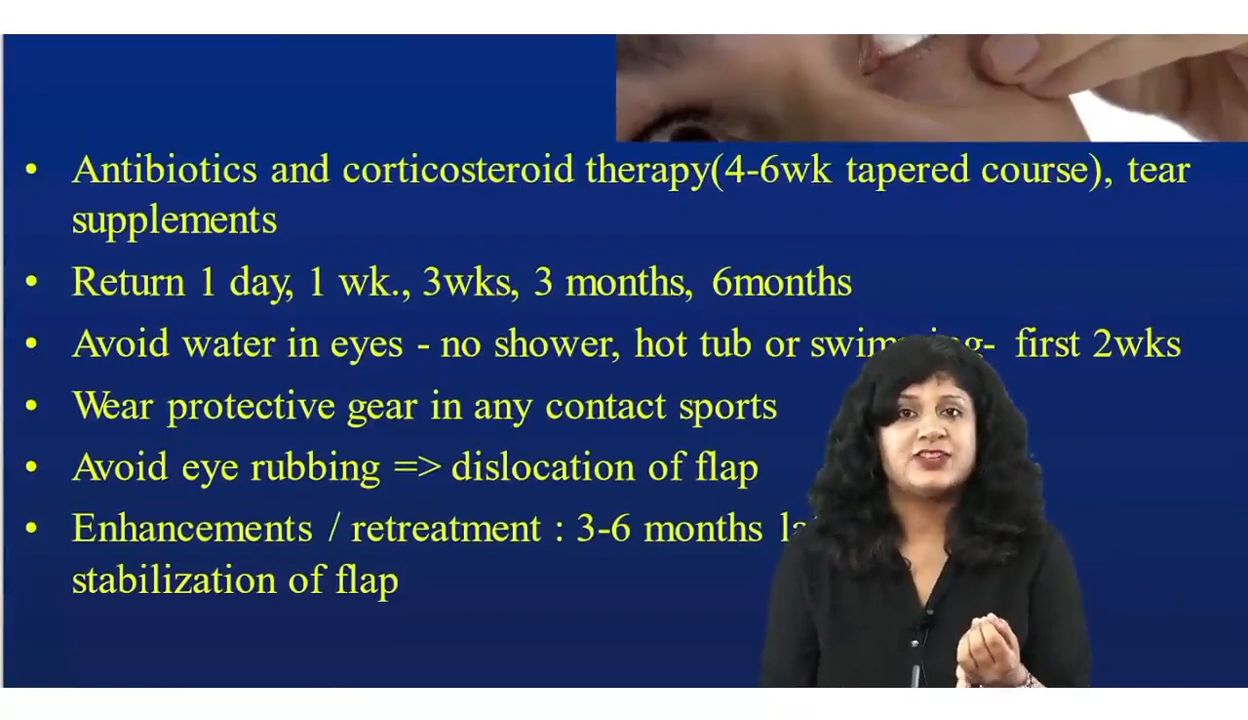 • Antibiotics and corticosteroid therapy(4-6wk tapered course), tear
supplements
• Return 1 day, 1 wk., 3wks, 3 months, 6months
• Avoid water in eyes - no shower, hot tub or first 2wks
• Wear protective gear in any contact sports
• Avoid eye rubbing => dislocation of flap
• Enhancements / retreatment : 3-6 months
stabilization of flap